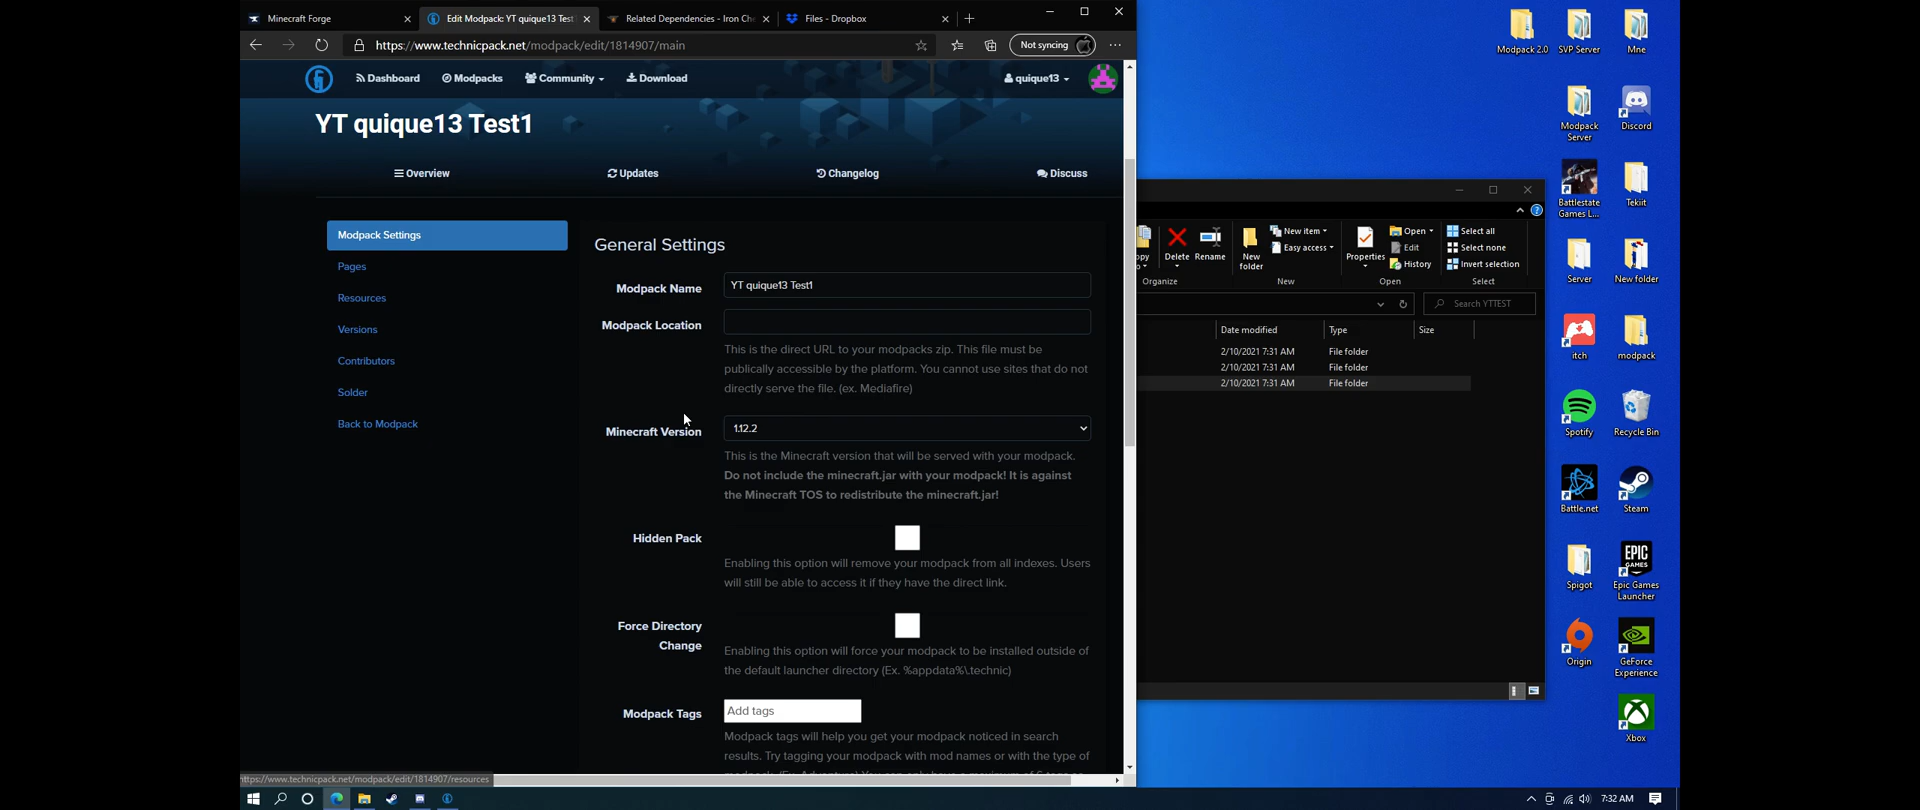 Minecraft Forge
Edit Modpack: YT quique13 Test
Related Dependencies - Iron Che
Files - Dropbox
https://www.technicpack.net/modpack/edit/1814907/main
Not syncing
Dashboard
Modpacks
Community
Download
quique13
YT quique13 Test1
Overview
Updates
Changelog
Discuss
Modpack Settings
Pages
Resources
Versions
Contributors
Solder
Back to Modpack
General Settings
Modpack Name
YT quique13 Test1
Modpack Location
This is the direct URL to your modpacks zip. This file must be
publically accessible by the platform. You cannot use sites that do not
directly serve the file. (ex. Mediafire)
Minecraft Version
1.12.2
This is the Minecraft version that will be served with your modpack.
Do not include the minecraft.jar with your modpack! It is against
the Minecraft TOS to redistribute the minecraft.jar!
Hidden Pack
Enabling this option will remove your modpack from all indexes. Users
will still be able to access it if they have the direct link.
Force Directory
Change
Enabling this option will force your modpack to be installed outside of
the default launcher directory (Ex. %appdata%\.technic)
Modpack Tags
Add tags
Modpack tags will help you get your modpack noticed in search
results. Try tagging your modpack with mod names or with the type of
https://www.technicpack.net/modpack/edit/1814907/resources
opy
to
Delete
Rename
Organize
New
folder
New item
Easy access
New
Properties
Open
Edit
History
Open
Select all
Select none
Invert selection
Select
Search YTTEST
Date modified
Type
Size
2/10/2021 7:31 AM
File folder
2/10/2021 7:31 AM
File folder
2/10/2021 7:31 AM
File folder
Modpack 2.0
SVP Server
Mne
Modpack
Server
Discord
Battlestate
Games L...
Tekiit
Server
New folder
itch
modpack
Spotify
Recycle Bin
Battle.net
Steam
Spigot
EPIC
GAMES
Epic Games
Launcher
Origin
GeForce
Experience
Xbox
7:32 AM